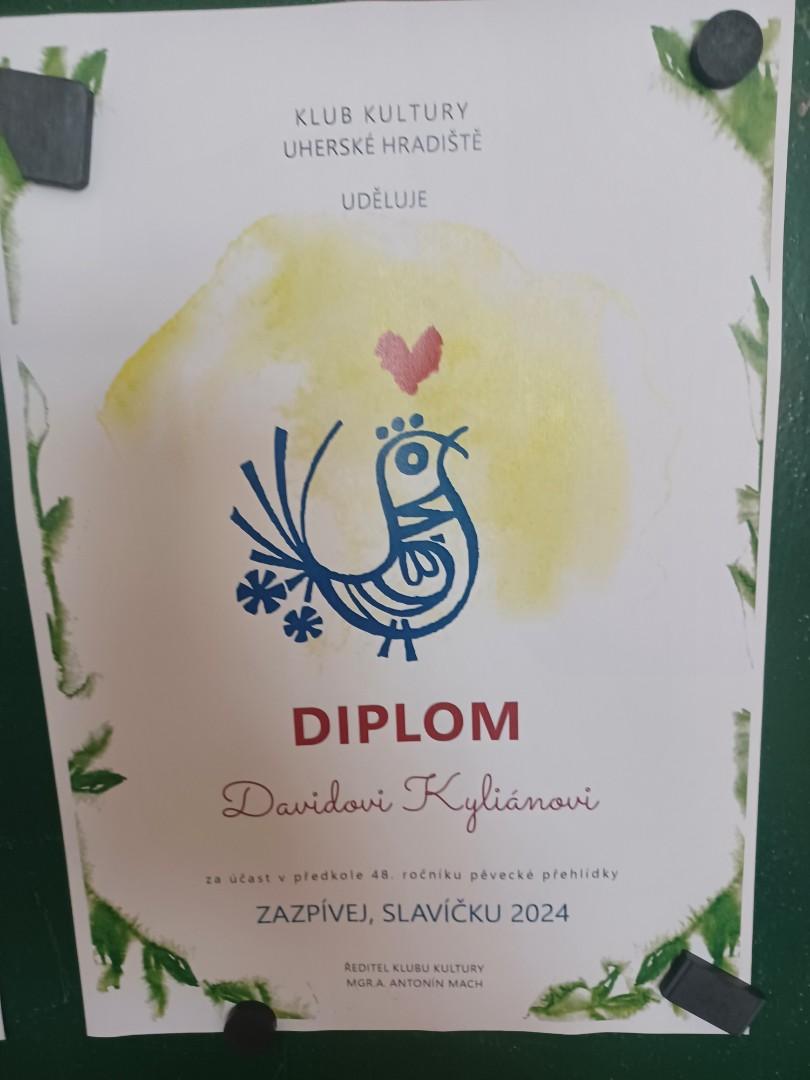 KLUB KULTURY
UHERSKÉ HRADIŠTĚ
UDĚLUJE
DIPLOM
Davidovi Kyliánovi
za účast v předkole 48. ročníku pěvecké přehlídky
ZAZPÍVEJ, SLAVÍČKU 2024
ŘEDITEL KLUBU KULTURY
MGR.A. ANTONÍN MACH